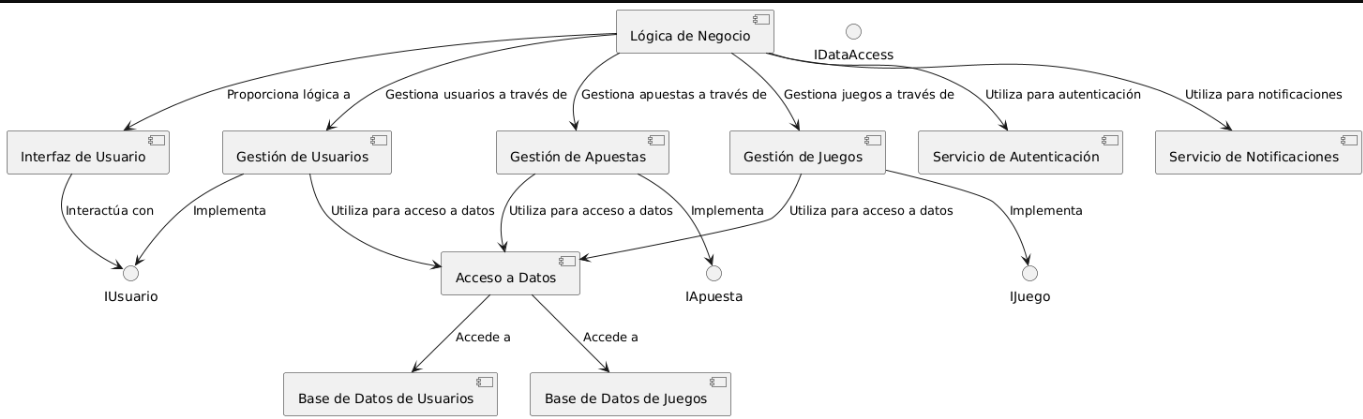 Lógica de Negocio
IDataAccess
Proporciona lógica a
Gestiona usuarios a través de
Gestiona apuestas a través de
Gestiona juegos a través de
Utiliza para autenticación
Utiliza para notificaciones
Interfaz de Usuario
Gestión de Usuarios
Gestión de Apuestas
Gestión de Juegos
Servicio de Autenticación
Servicio de Notificaciones
Interactúa con
Implementa
Utiliza para acceso a datos
Utiliza para acceso a datos
Implementa
Utiliza para acceso a datos
Implementa
IUsuario
Acceso a Datos
IApuesta
IJuego
Accede a
Accede a
Base de Datos de Usuarios
Base de Datos de Juegos